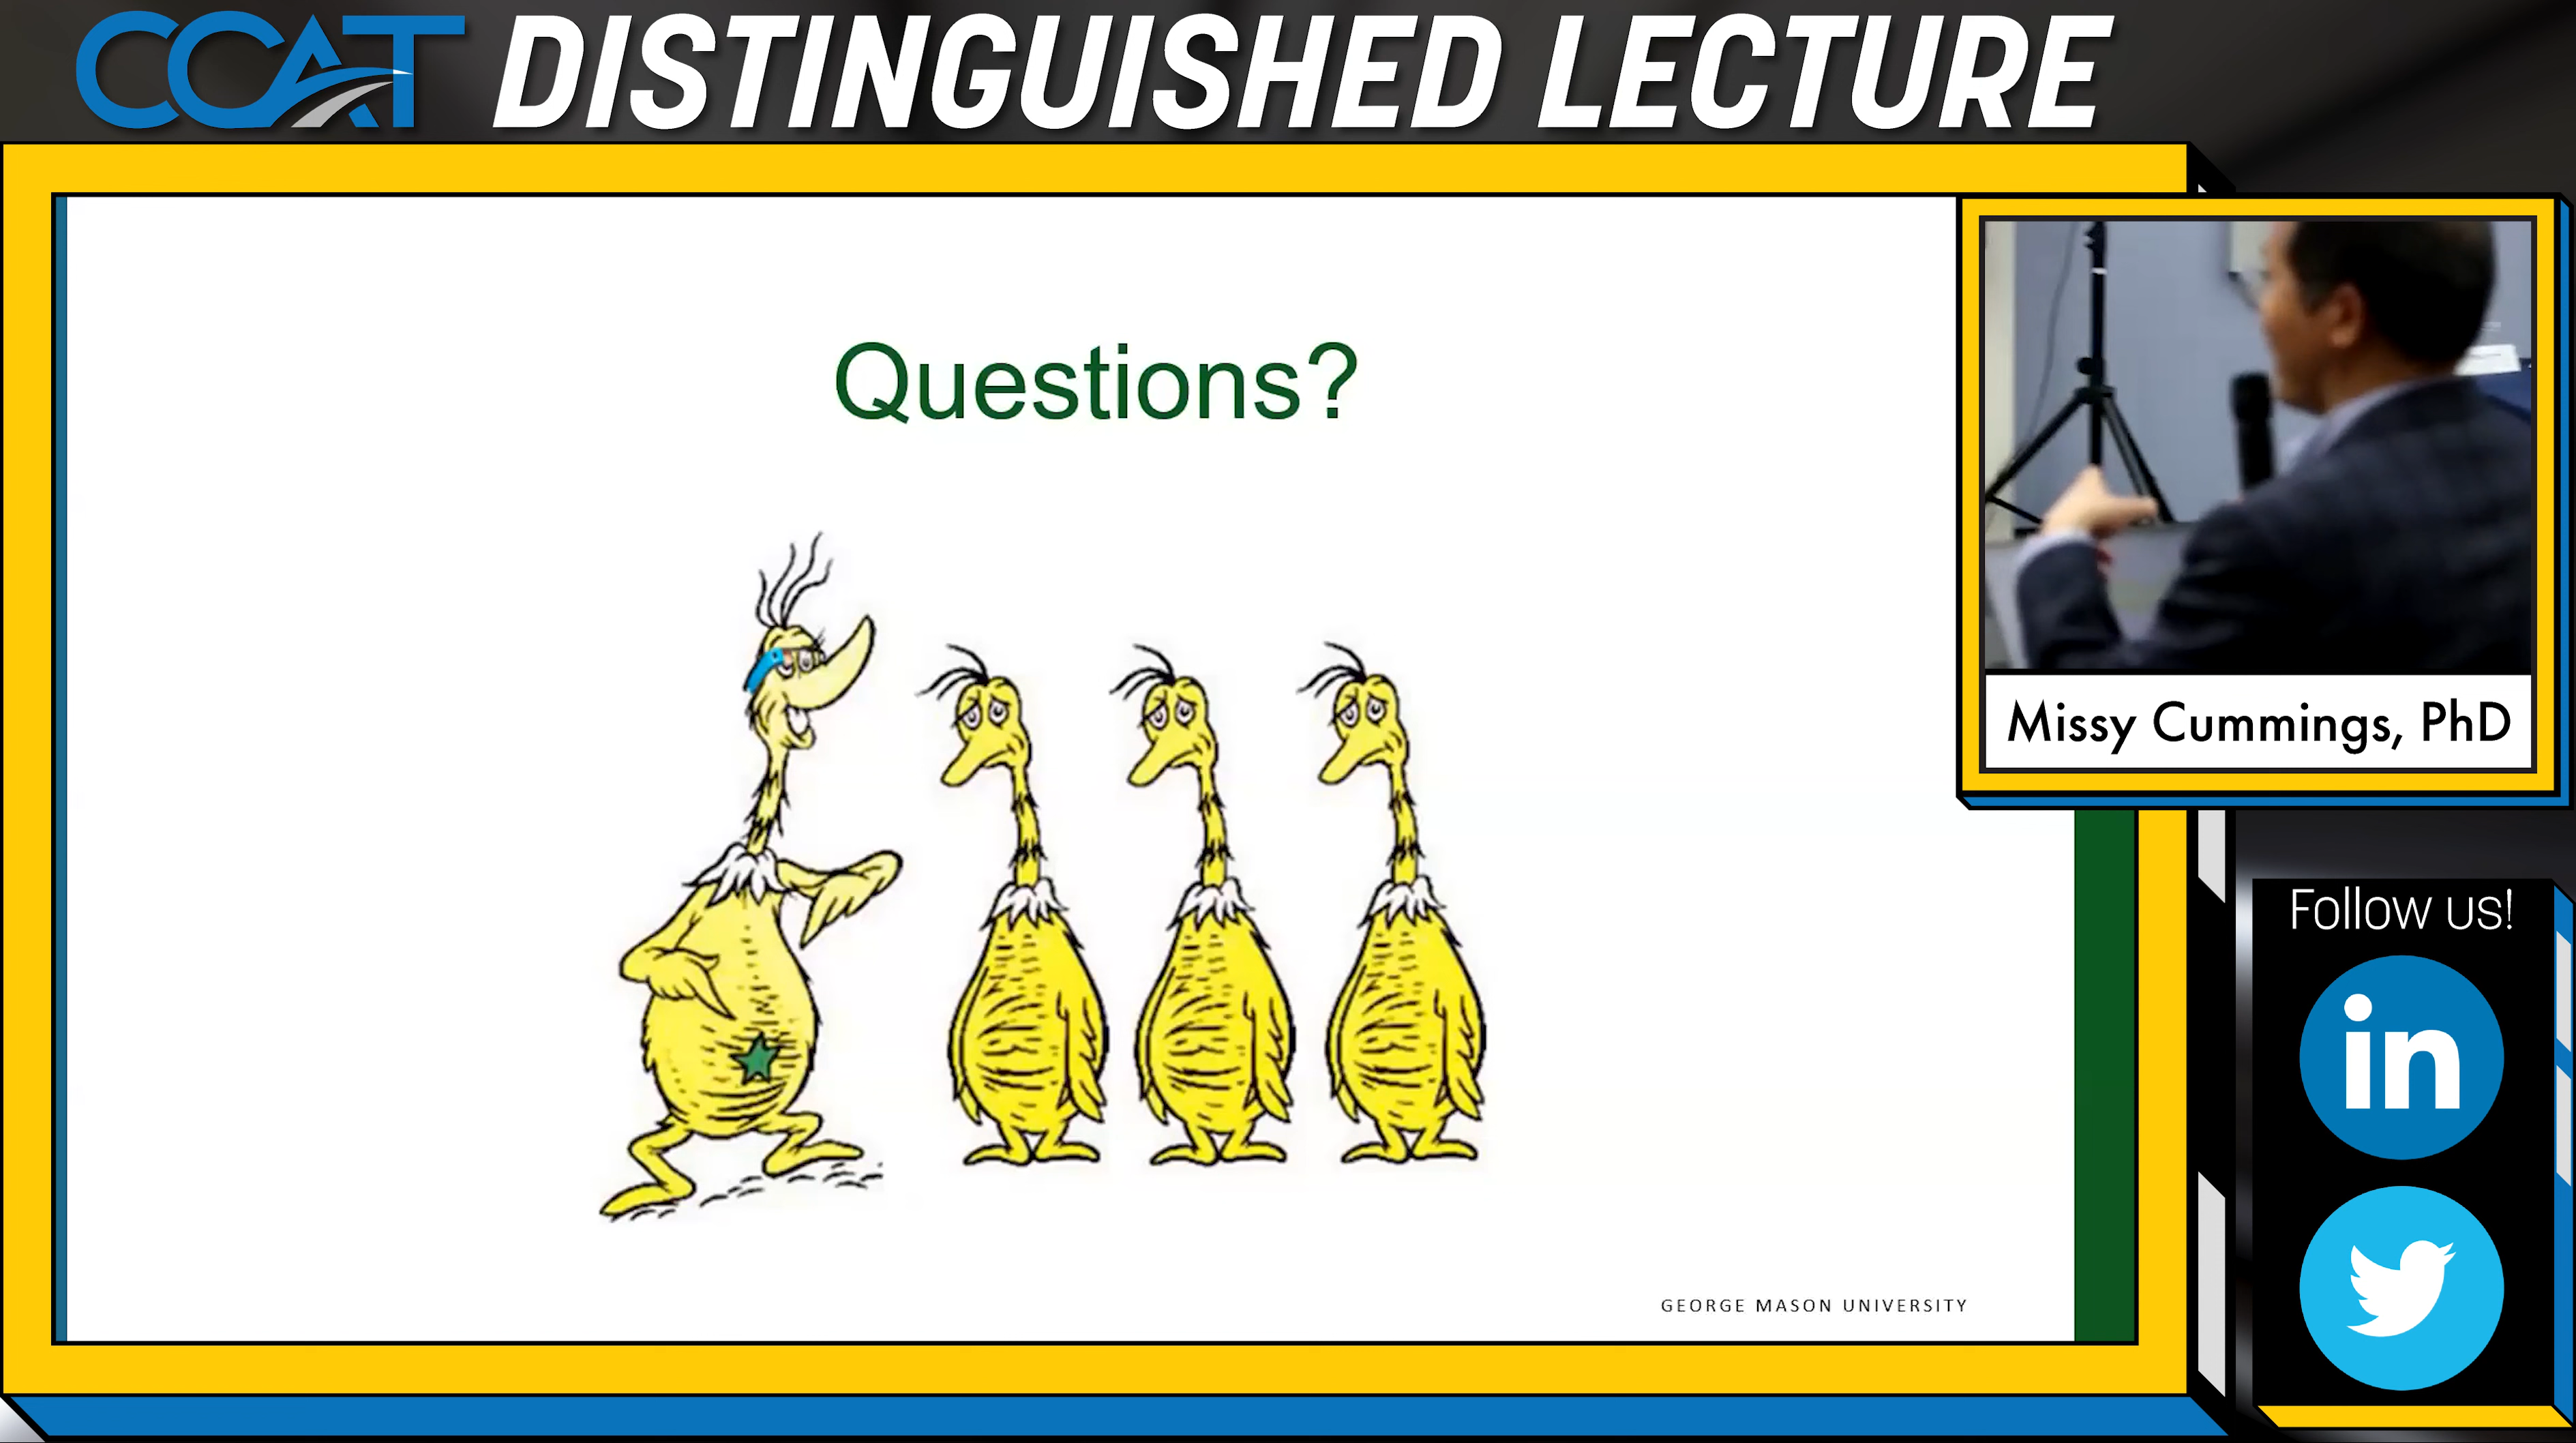 CCAT DISTINGUISHED LECTURE
Questions?
Missy Cummings, PhD
Follow us!
in
GEORGE MASON UNIVERSITY